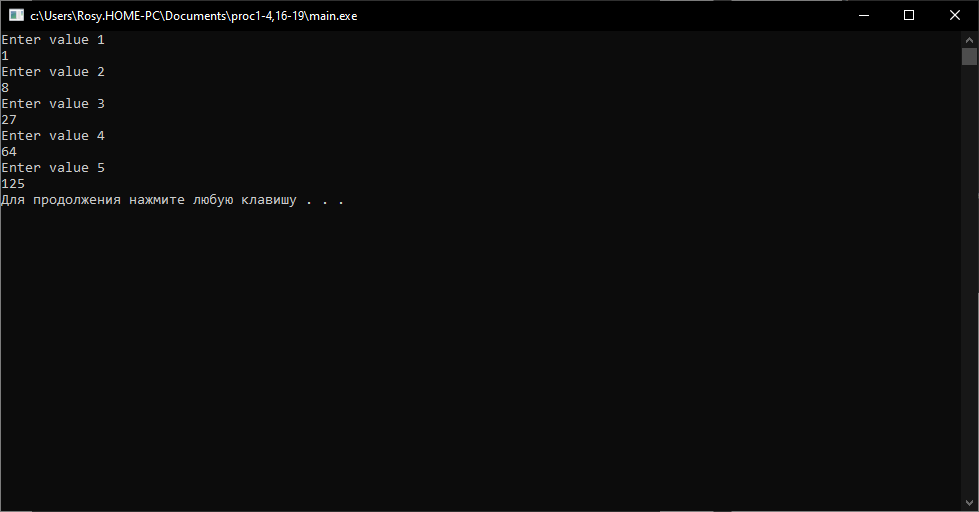 c:\Users\Rosy.HOME-PC\Documents\proc1-4,16-19\main.exe
Enter value 1
1
Enter value 2
8
Enter value 3
27
Enter value 4
64
Enter value 5
125
Для продолжения нажмите любую клавишу . . .